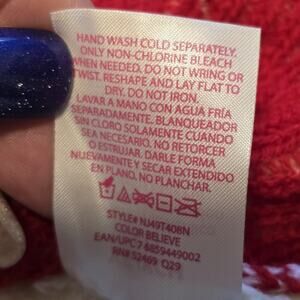 HAND WASH COLD SEPARATELY.
ONLY NON-CHLORINE BLEACH
WHEN NEEDED. DO NOT WRING OR
TWIST. RESHAPE AND LAY FLAT TO
DRY. DO NOT IRON.
LAVAR A MANO CON AGUA FRÍA
SEPARADAMENTE. BLANQUEADOR
SIN CLORO SOLAMENTE CUANDO
SEA NECESARIO. NO RETORCER
O ESTRUJAR. DARLE FORMA
NUEVAMENTE Y SECAR EXTENDIDO
EN PLANO, NO PLANCHAR.
STYLE# NJ49T40BN
COLOR BELIEVE
EAN/UPC 7 6859449002
RN# 52469 Q29